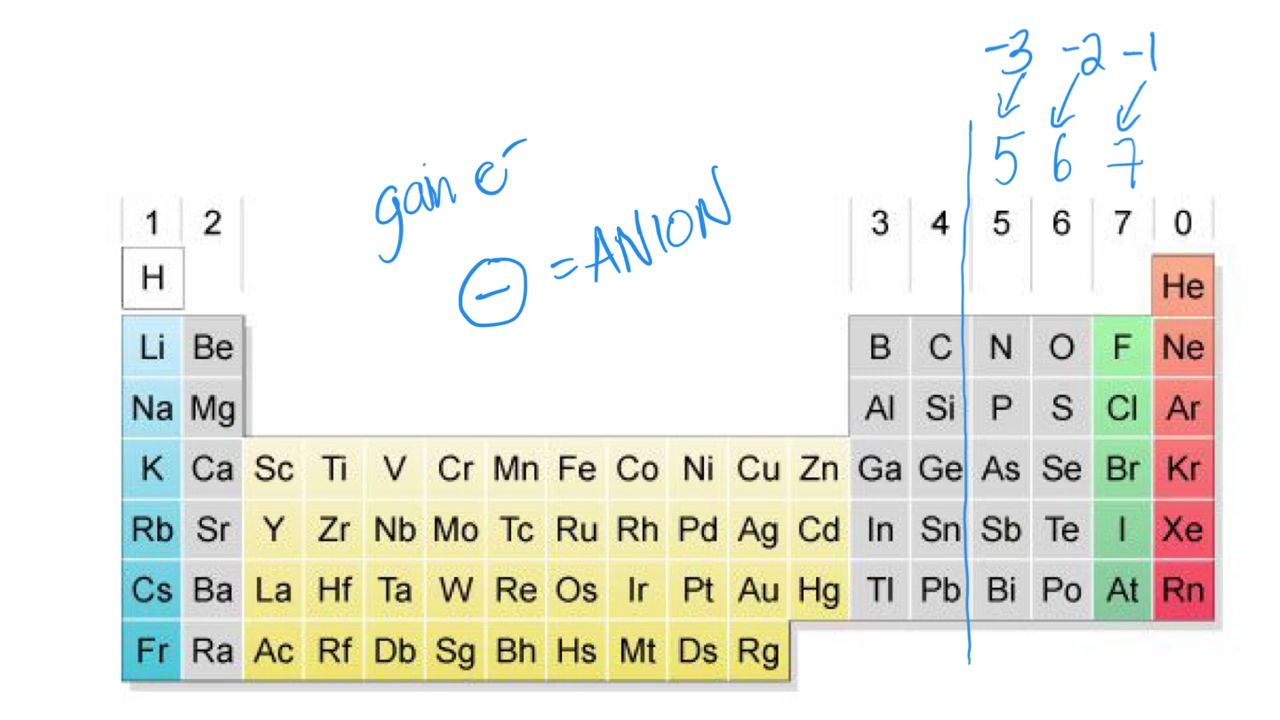 -3 -2 -1
5 6 7
gain e⁻
⊖ = ANION
1 2 3 4 5 6 7 0
H He
Li Be B C N O F Ne
Na Mg Al Si P S Cl Ar
K Ca Sc Ti V Cr Mn Fe Co Ni Cu Zn Ga Ge As Se Br Kr
Rb Sr Y Zr Nb Mo Tc Ru Rh Pd Ag Cd In Sn Sb Te I Xe
Cs Ba La Hf Ta W Re Os Ir Pt Au Hg Tl Pb Bi Po At Rn
Fr Ra Ac Rf Db Sg Bh Hs Mt Ds Rg